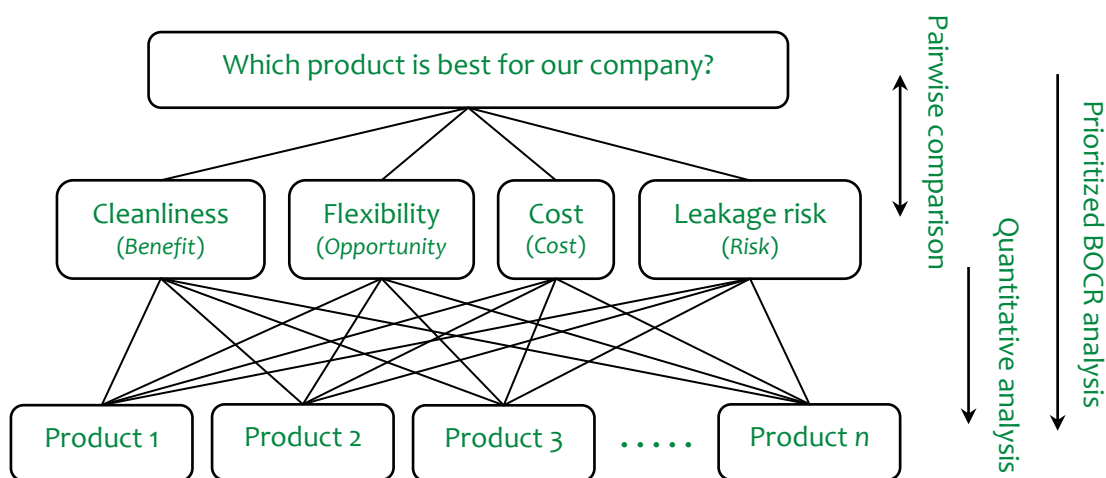 Which product is best for our company?
Cleanliness
(Benefit)
Flexibility
(Opportunity
Cost
(Cost)
Leakage risk
(Risk)
Product 1
Product 2
Product 3
.....
Product n
Pairwise comparison
Quantitative analysis
Prioritized BOCR analysis